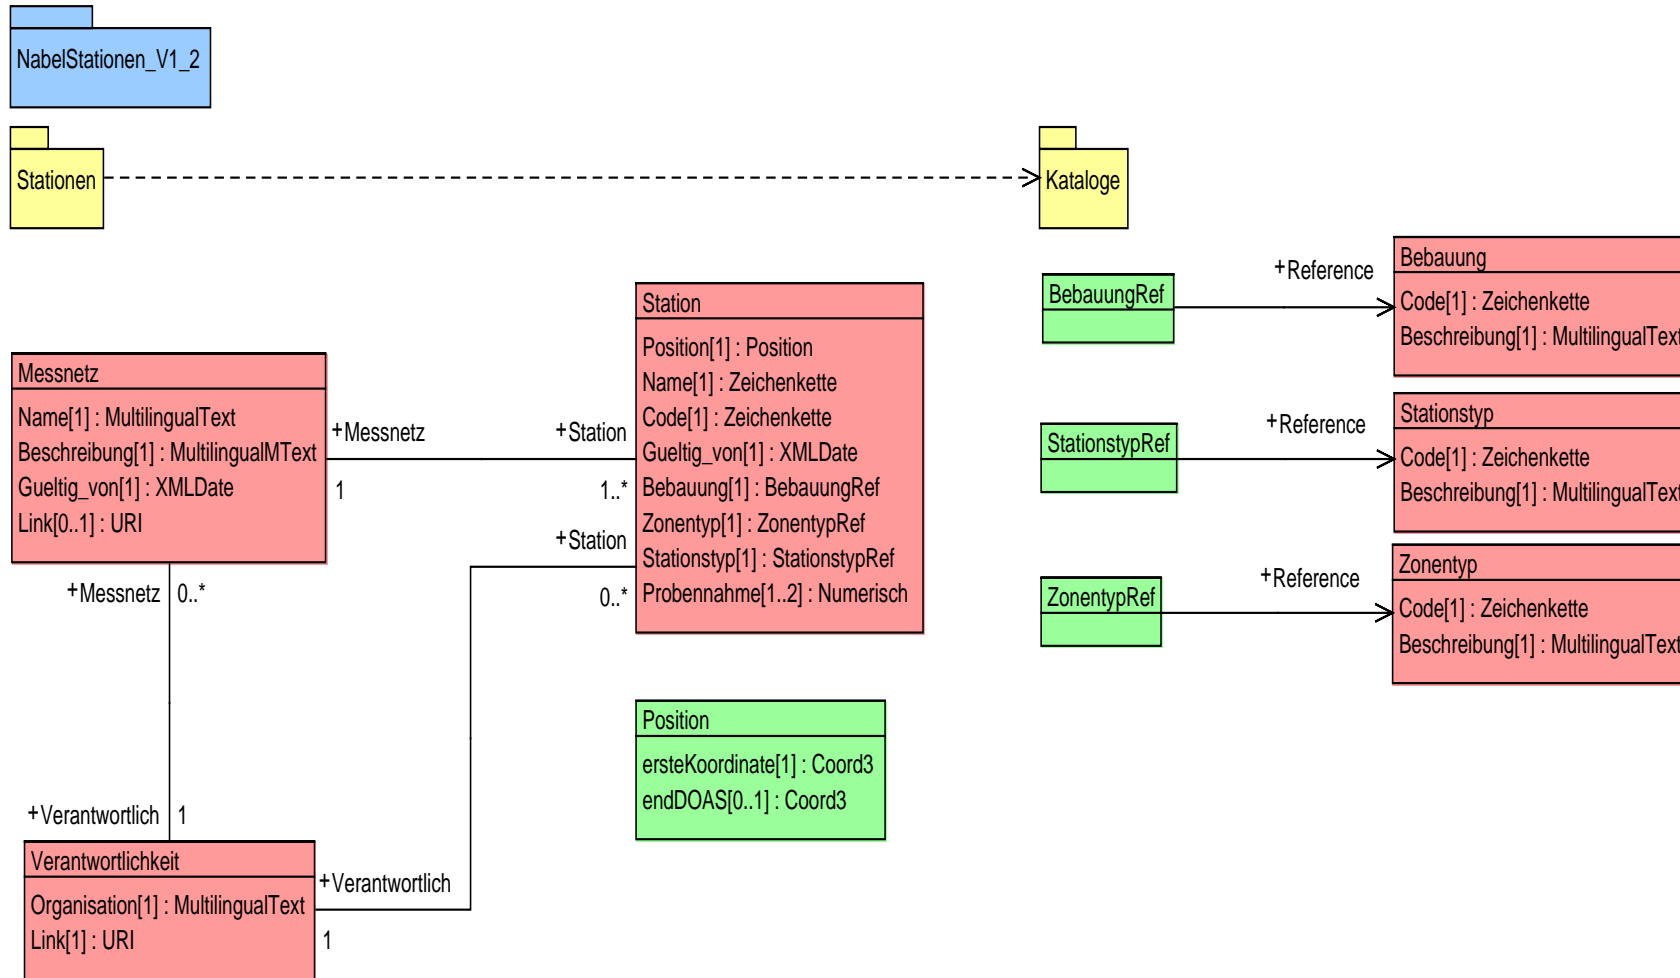 NabelStationen_V1_2
Stationen
Kataloge
Messnetz
Name[1] : MultilingualText
Beschreibung[1] : MultilingualMText
Gueltig_von[1] : XMLDate
Link[0..1] : URI
+Messnetz
1
+Station
1..*
+Station
0..*
Station
Position[1] : Position
Name[1] : Zeichenkette
Code[1] : Zeichenkette
Gueltig_von[1] : XMLDate
Bebauung[1] : BebauungRef
Zonentyp[1] : ZonentypRef
Stationstyp[1] : StationstypRef
Probennahme[1..2] : Numerisch
+Messnetz
0..*
+Verantwortlich
1
Verantwortlichkeit
Organisation[1] : MultilingualText
Link[1] : URI
+Verantwortlich
1
Position
ersteKoordinate[1] : Coord3
endDOAS[0..1] : Coord3
BebauungRef
+Reference
Bebauung
Code[1] : Zeichenkette
Beschreibung[1] : MultilingualText
StationstypRef
+Reference
Stationstyp
Code[1] : Zeichenkette
Beschreibung[1] : MultilingualText
ZonentypRef
+Reference
Zonentyp
Code[1] : Zeichenkette
Beschreibung[1] : MultilingualText